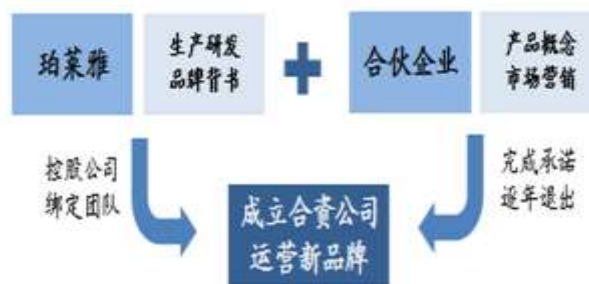 珀莱雅
生产研发
品牌背书
合伙企业
产品概念
市场营销
控股公司
绑定团队
完成承诺
逐年退出
成立合资公司
运营新品牌